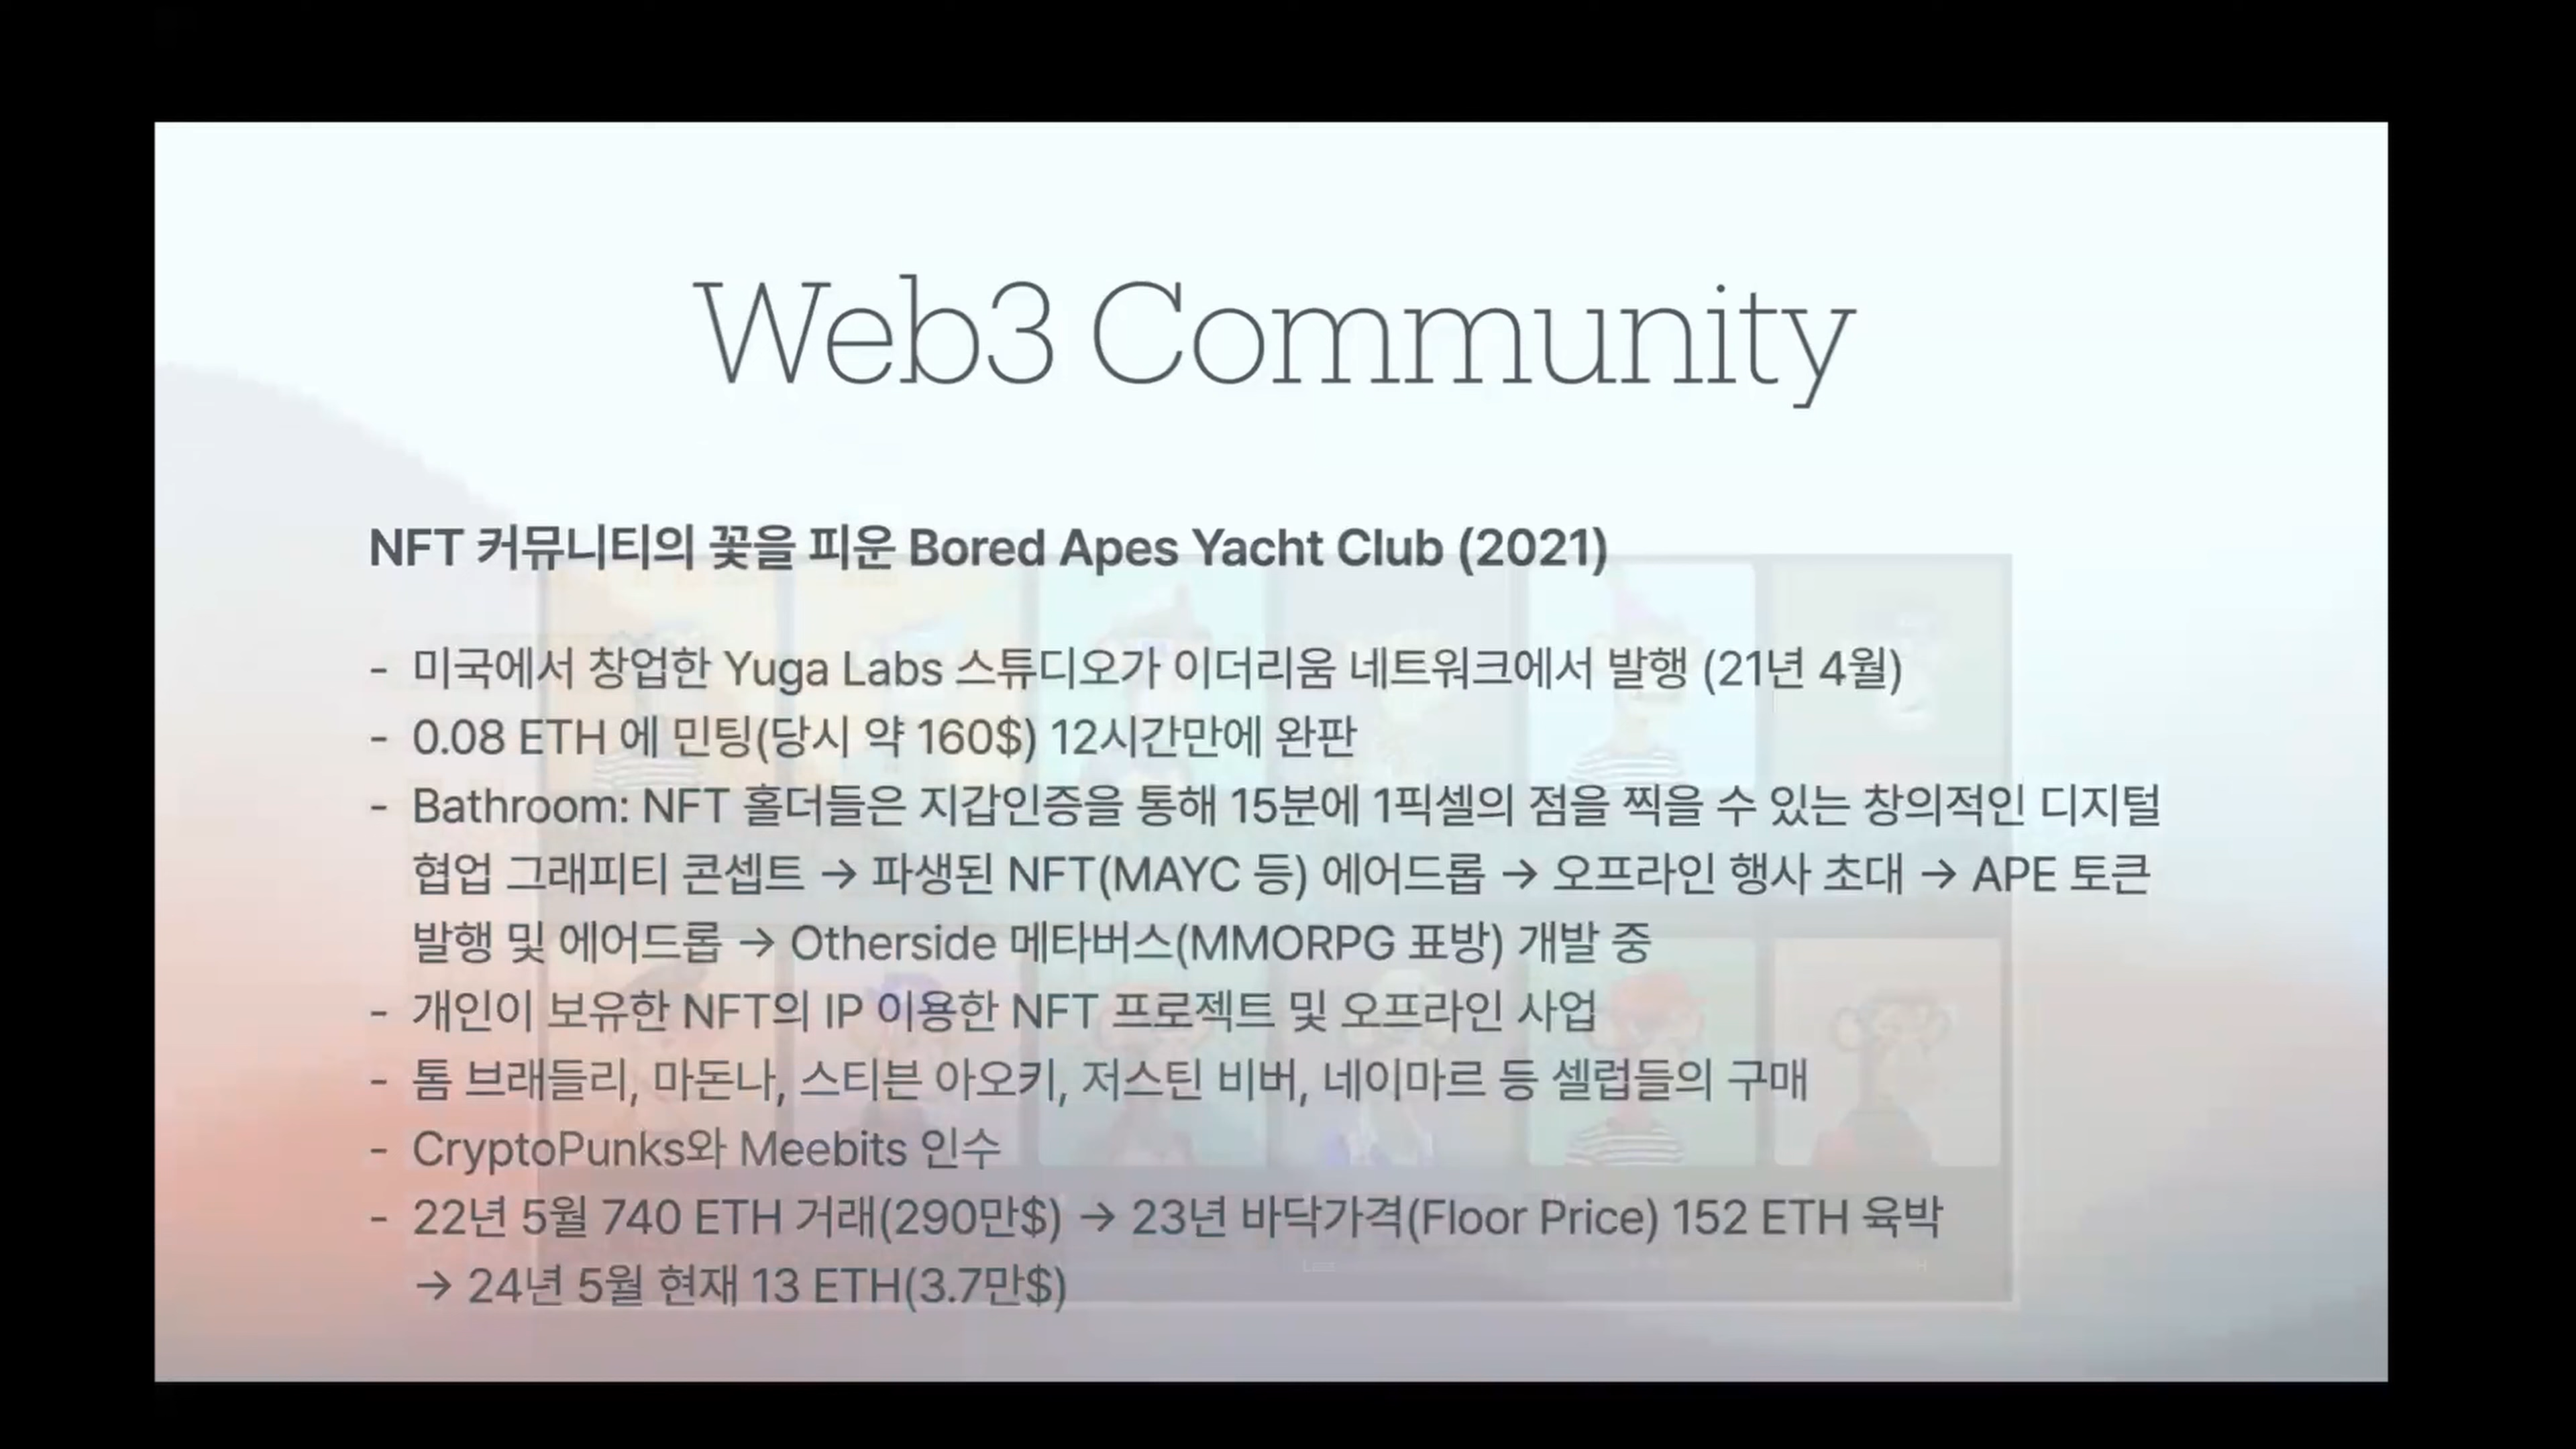 Web3 Community
NFT 커뮤니티의 꽃을 피운 Bored Apes Yacht Club (2021)
- 미국에서 창업한 Yuga Labs 스튜디오가 이더리움 네트워크에서 발행 (21년 4월)
- 0.08 ETH 에 민팅(당시 약 160$) 12시간만에 완판
- Bathroom: NFT 홀더들은 지갑인증을 통해 15분에 1픽셀의 점을 찍을 수 있는 창의적인 디지털
협업 그래피티 콘셉트 → 파생된 NFT(MAYC 등) 에어드롭 → 오프라인 행사 초대 → APE 토큰
발행 및 에어드롭 → Otherside 메타버스(MMORPG 표방) 개발 중
- 개인이 보유한 NFT의 IP 이용한 NFT 프로젝트 및 오프라인 사업
- 톰 브래들리, 마돈나, 스티븐 아오키, 저스틴 비버, 네이마르 등 셀럽들의 구매
- CryptoPunks와 Meebits 인수
- 22년 5월 740 ETH 거래(290만$) → 23년 바닥가격(Floor Price) 152 ETH 육박
→ 24년 5월 현재 13 ETH(3.7만$)